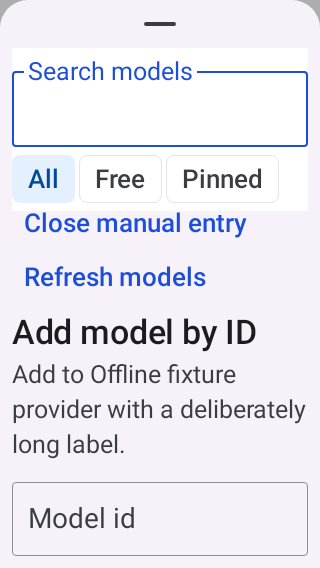 Search models
All Free Pinned
Close manual entry
Refresh models
Add model by ID
Add to Offline fixture
provider with a deliberately
long label.
Model id